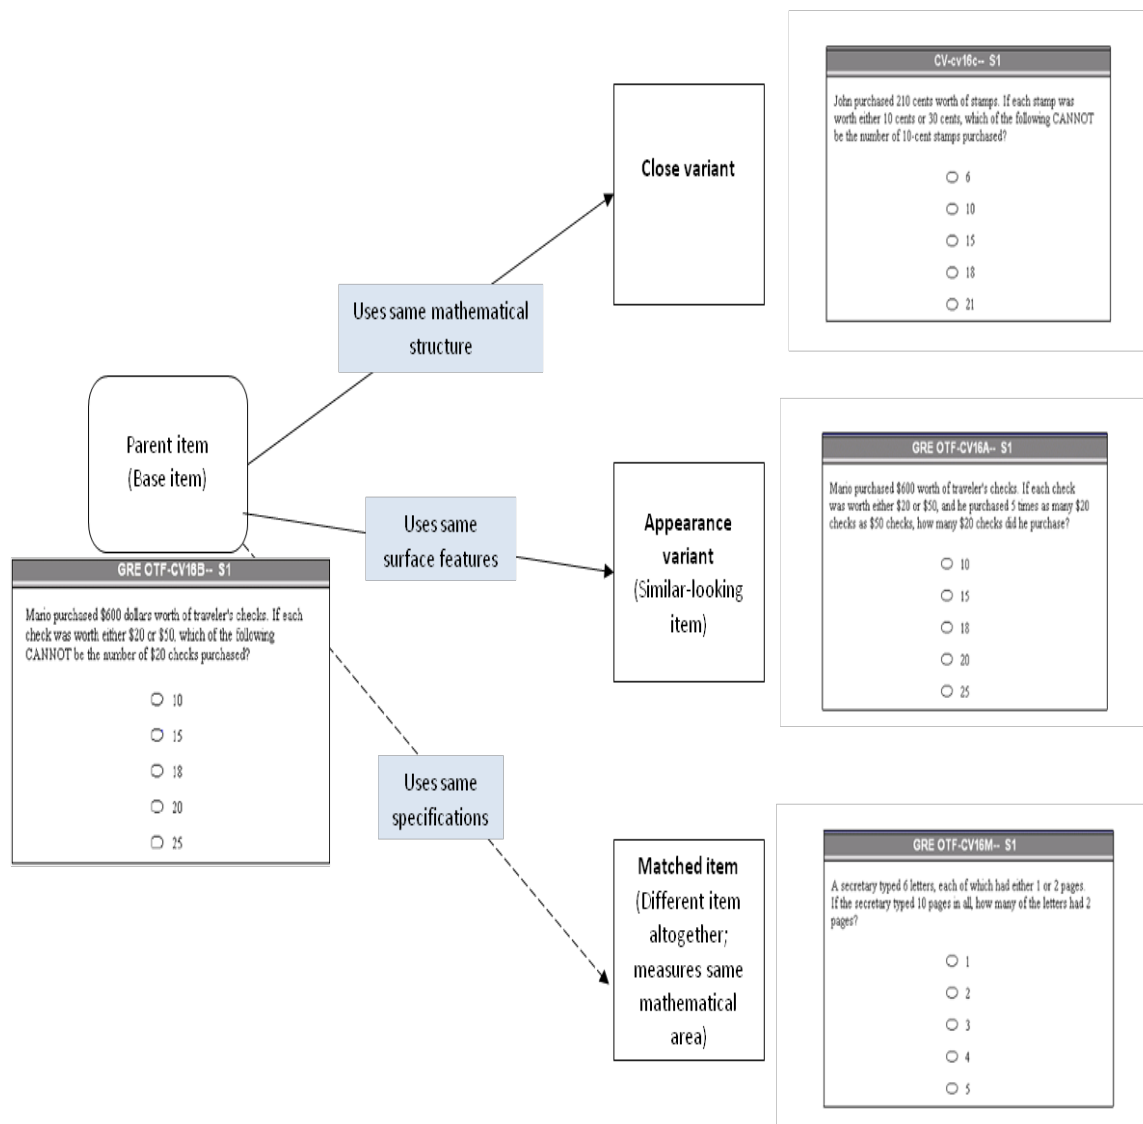 CV-cv16c-- S1
John purchased 210 cents worth of stamps. If each stamp was
worth either 10 cents or 30 cents, which of the following CANNOT
be the number of 10-cent stamps purchased?
6
10
15
18
21
Close variant
Uses same mathematical
structure
Parent item
(Base item)
GRE OTF-CV16B-- S1
Mario purchased $600 dollars worth of traveler's checks. If each
check was worth either $20 or $50, which of the following
CANNOT be the number of $20 checks purchased?
10
15
18
20
25
Uses same
surface features
Appearance
variant
(Similar-looking
item)
GRE OTF-CV16A-- S1
Mario purchased $600 worth of traveler's checks. If each check
was worth either $20 or $50, and he purchased 5 times as many $20
checks as $50 checks, how many $20 checks did he purchase?
10
15
18
20
25
Uses same
specifications
Matched item
(Different item
altogether;
measures same
mathematical
area)
GRE OTF-CV16M-- S1
A secretary typed 6 letters, each of which had either 1 or 2 pages.
If the secretary typed 10 pages in all, how many of the letters had 2
pages?
1
2
3
4
5